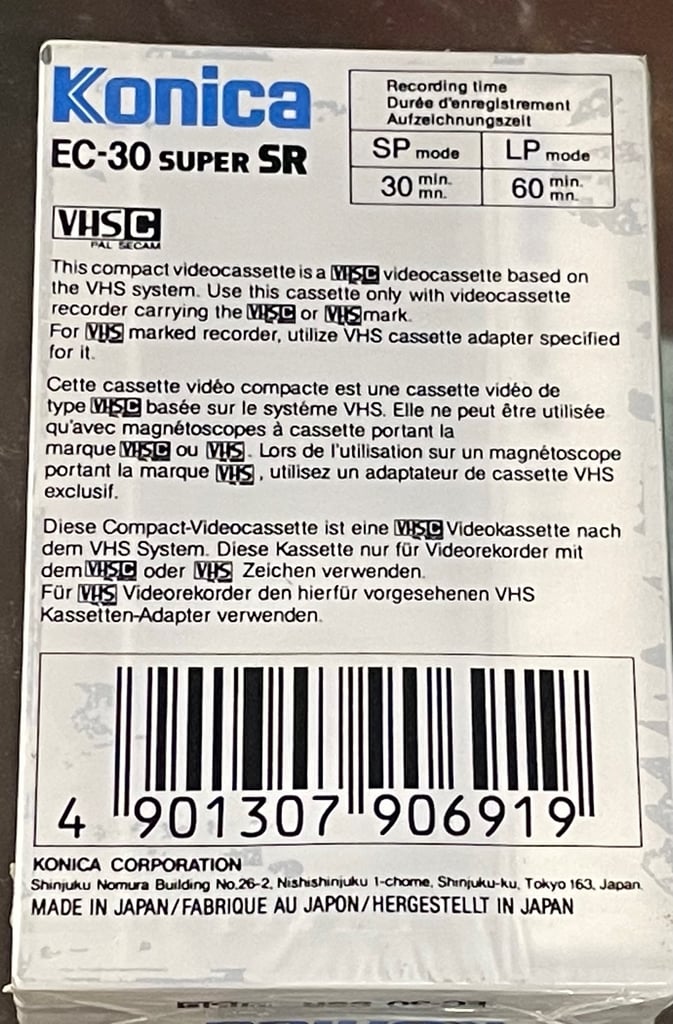 Konica
EC-30 SUPER SR
Recording time
Durée d'enregistrement
Aufzeichnungszeit
SP mode LP mode
30 min. mn. 60 min. mn.
VHSC
PAL SECAM
This compact videocassette is a VHSC videocassette based on
the VHS system. Use this cassette only with videocassette
recorder carrying the VHSC or VHS mark.
For VHS marked recorder, utilize VHS cassette adapter specified
for it.
Cette cassette vidéo compacte est une cassette vidéo de
type VHSC basée sur le systéme VHS. Elle ne peut être utilisée
qu'avec magnétoscopes à cassette portant la
marque VHSC ou VHS. Lors de l'utilisation sur un magnétoscope
portant la marque VHS, utilisez un adaptateur de cassette VHS
exclusif.
Diese Compact-Videocassette ist eine VHSC Videokassette nach
dem VHS System. Diese Kassette nur für Videorekorder mit
dem VHSC oder VHS Zeichen verwenden.
Für VHS Videorekorder den hierfür vorgesehenen VHS
Kassetten-Adapter verwenden.
4 901307 906919
KONICA CORPORATION
Shinjuku Nomura Building No.26-2, Nishishinjuku 1-chome, Shinjuku-ku, Tokyo 163, Japan.
MADE IN JAPAN/FABRIQUE AU JAPON/HERGESTELLT IN JAPAN